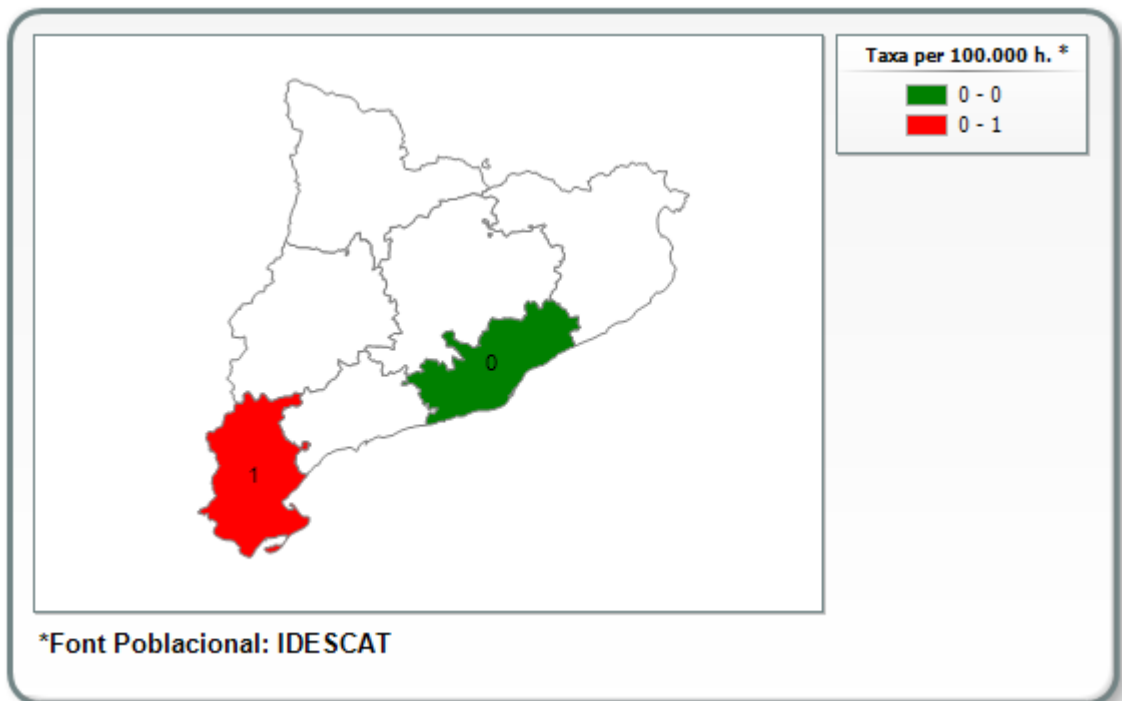 Taxa per 100.000 h. *
0 - 0
0 - 1
0
1
*Font Poblacional: IDESCAT